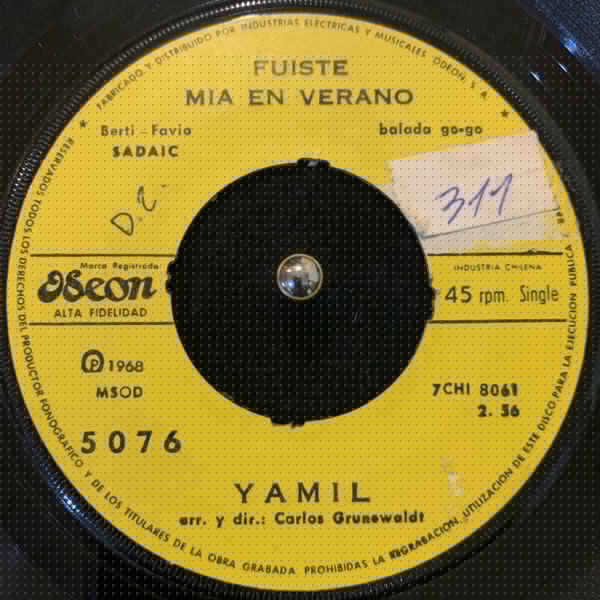 FABRICADO Y DISTRIBUIDO POR INDUSTRIAS ELECTRICAS Y MUSICALES ODEON, S. A.
FUISTE
MIA EN VERANO
Berti - Favio
balada go-go
SADAIC
D.C.
311
Marca Registrada
Odeon
ALTA FIDELIDAD
INDUSTRIA CHILENA
45 rpm. Single
℗ 1968
MSOD
7CHI 8061
2. 56
5076
YAMIL
arr. y dir.: Carlos Grunewaldt
RESERVADOS TODOS LOS DERECHOS DEL PRODUCTOR FONOGRAFICO Y DE LOS TITULARES DE LA OBRA GRABADA. PROHIBIDAS LA REGRABACION, UTILIZACION DE ESTE DISCO PARA LA EJECUCION PUBLICA /